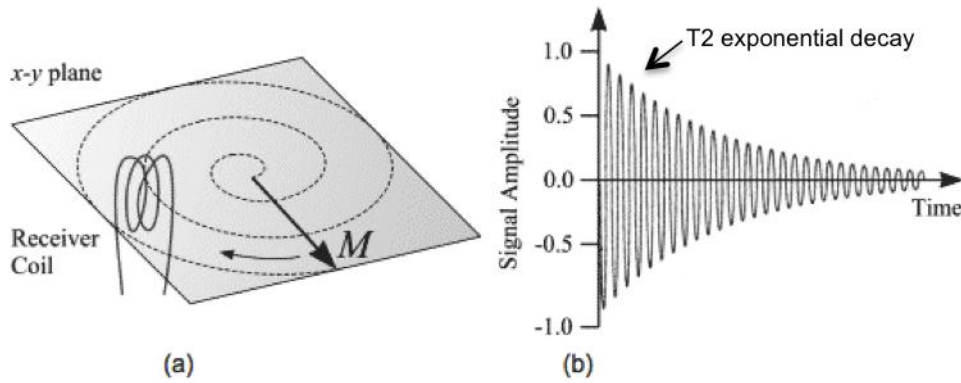 x-y plane
Receiver
Coil
M
(a)
T2 exponential decay
Signal Amplitude
1.0
0.5
0.0
-0.5
-1.0
Time
(b)